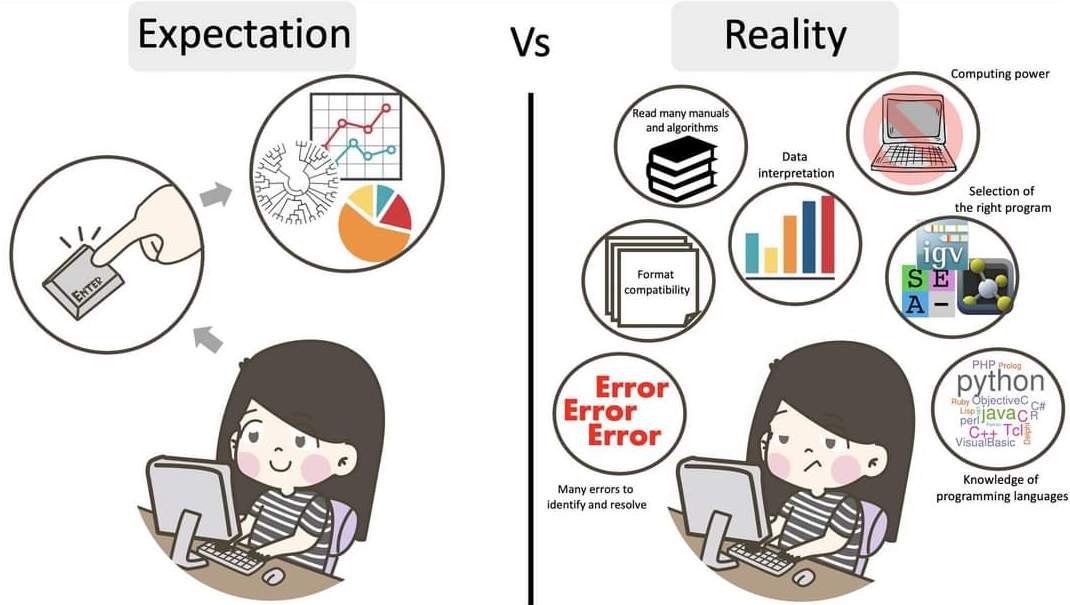 Expectation
Vs
Reality
ENTER
Read many manuals
and algorithms
Computing power
Data
interpretation
Selection of
the right program
igv
S E
A –
Format
compatibility
Error
Error
Error
Many errors to
identify and resolve
PHP Prolog
python
Ruby ObjectiveC C#
Lisp java C R
perl
C++ Tcl Delphi
VisualBasic
Knowledge of
programming languages